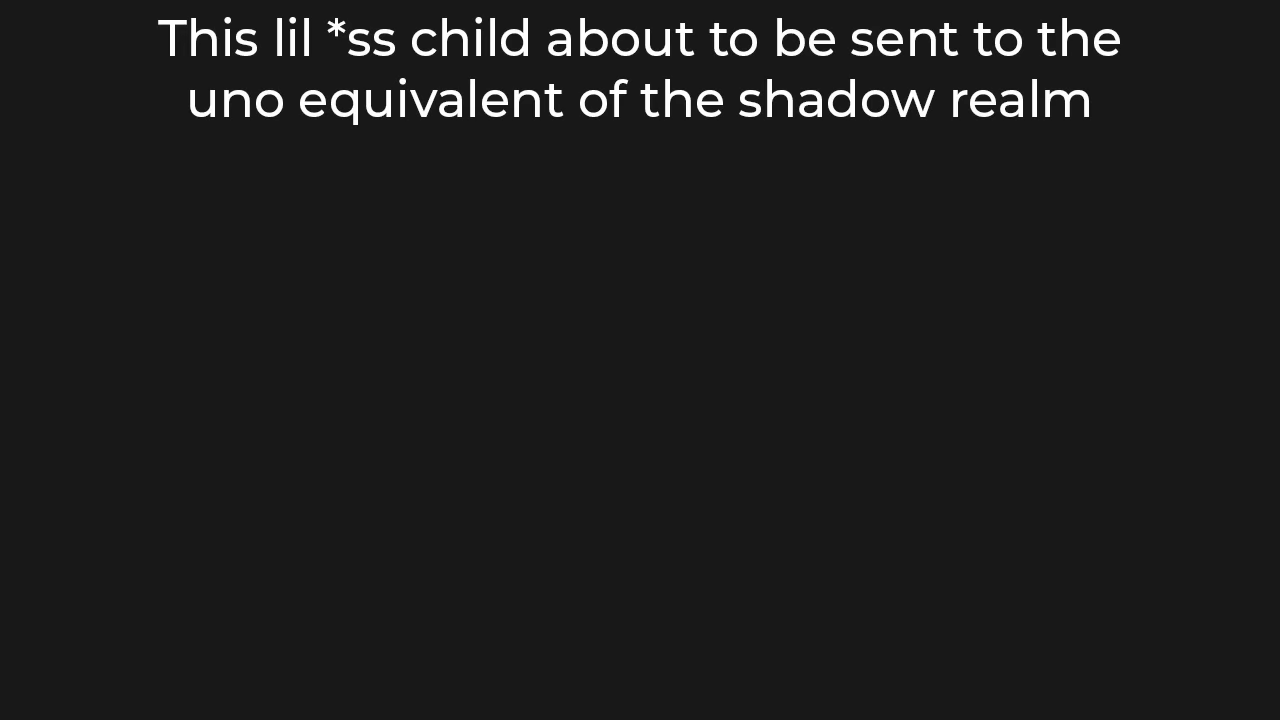 This lil *ss child about to be sent to the
uno equivalent of the shadow realm